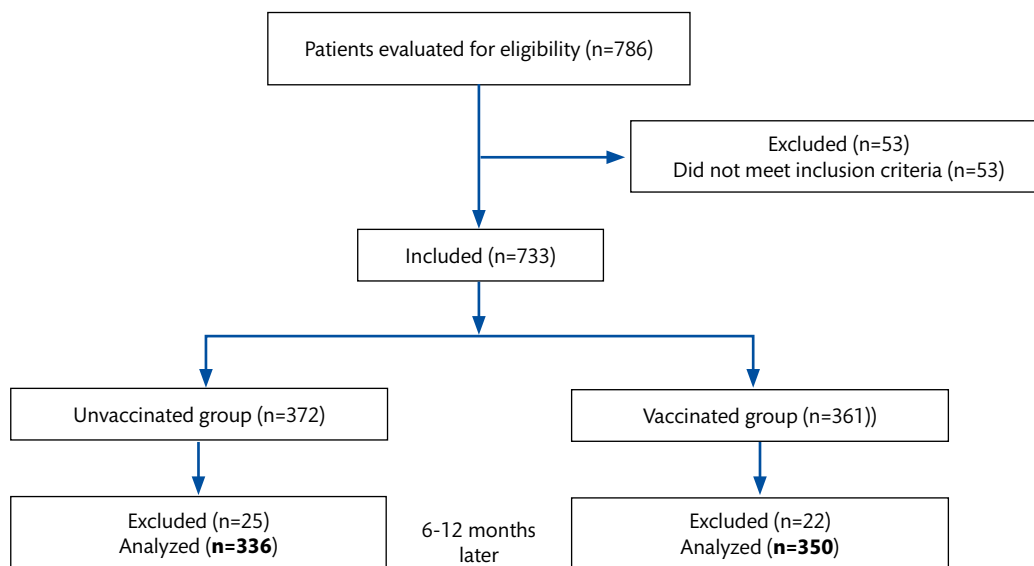 Patients evaluated for eligibility (n=786)
Excluded (n=53)
Did not meet inclusion criteria (n=53)
Included (n=733)
Unvaccinated group (n=372)
Vaccinated group (n=361))
Excluded (n=25)
Analyzed (n=336)
6-12 months
later
Excluded (n=22)
Analyzed (n=350)